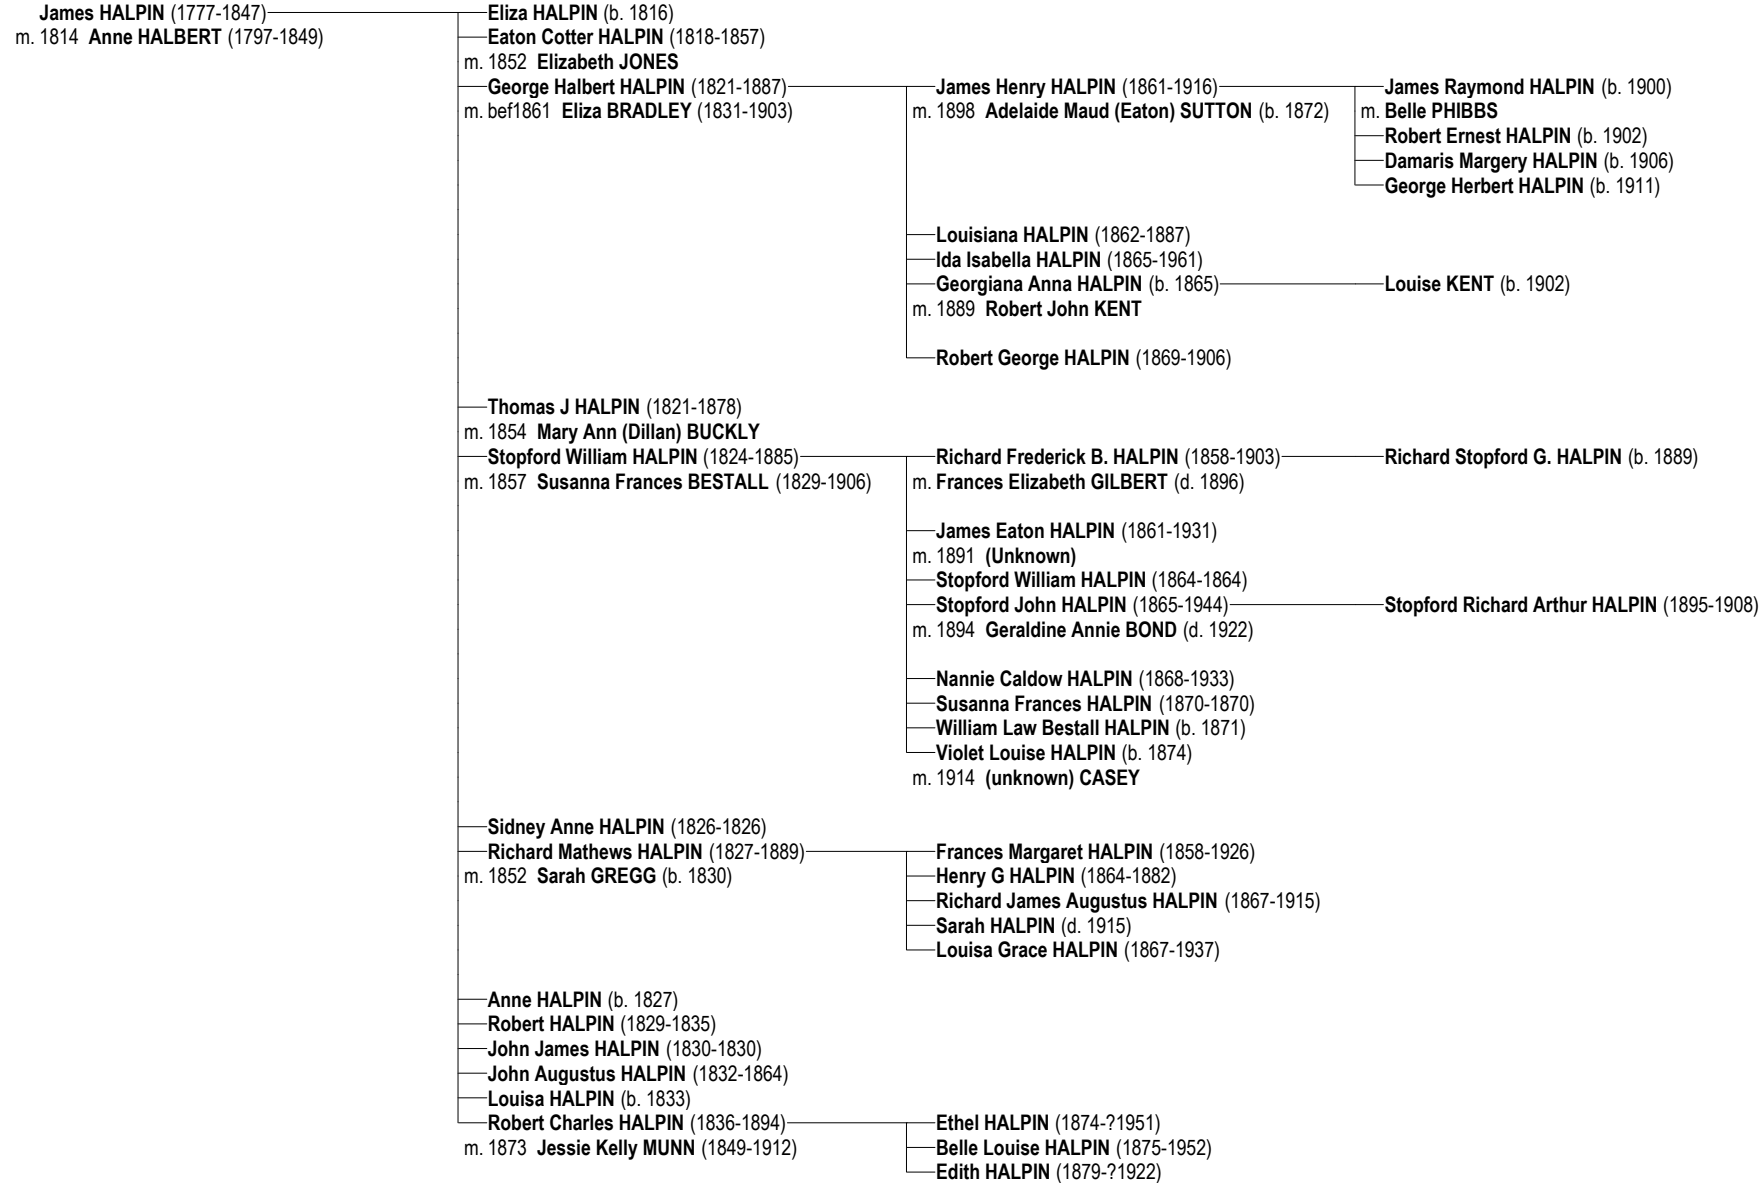 James HALPIN (1777-1847) Eliza HALPIN (b. 1816)
m. 1814 Anne HALBERT (1797-1849) Eaton Cotter HALPIN (1818-1857)
m. 1852 Elizabeth JONES
George Halbert HALPIN (1821-1887) James Henry HALPIN (1861-1916) James Raymond HALPIN (b. 1900)
m. bef1861 Eliza BRADLEY (1831-1903) m. 1898 Adelaide Maud (Eaton) SUTTON (b. 1872) m. Belle PHIBBS
Robert Ernest HALPIN (b. 1902)
Damaris Margery HALPIN (b. 1906)
George Herbert HALPIN (b. 1911)
Louisiana HALPIN (1862-1887)
Ida Isabella HALPIN (1865-1961)
Georgiana Anna HALPIN (b. 1865) Louise KENT (b. 1902)
m. 1889 Robert John KENT
Robert George HALPIN (1869-1906)
Thomas J HALPIN (1821-1878)
m. 1854 Mary Ann (Dillan) BUCKLY
Stopford William HALPIN (1824-1885) Richard Frederick B. HALPIN (1858-1903) Richard Stopford G. HALPIN (b. 1889)
m. 1857 Susanna Frances BESTALL (1829-1906) m. Frances Elizabeth GILBERT (d. 1896)
James Eaton HALPIN (1861-1931)
m. 1891 (Unknown)
Stopford William HALPIN (1864-1864)
Stopford John HALPIN (1865-1944) Stopford Richard Arthur HALPIN (1895-1908)
m. 1894 Geraldine Annie BOND (d. 1922)
Nannie Caldow HALPIN (1868-1933)
Susanna Frances HALPIN (1870-1870)
William Law Bestall HALPIN (b. 1871)
Violet Louise HALPIN (b. 1874)
m. 1914 (unknown) CASEY
Sidney Anne HALPIN (1826-1826)
Richard Mathews HALPIN (1827-1889) Frances Margaret HALPIN (1858-1926)
m. 1852 Sarah GREGG (b. 1830) Henry G HALPIN (1864-1882)
Richard James Augustus HALPIN (1867-1915)
Sarah HALPIN (d. 1915)
Louisa Grace HALPIN (1867-1937)
Anne HALPIN (b. 1827)
Robert HALPIN (1829-1835)
John James HALPIN (1830-1830)
John Augustus HALPIN (1832-1864)
Louisa HALPIN (b. 1833)
Robert Charles HALPIN (1836-1894) Ethel HALPIN (1874-?1951)
m. 1873 Jessie Kelly MUNN (1849-1912) Belle Louise HALPIN (1875-1952)
Edith HALPIN (1879-?1922)